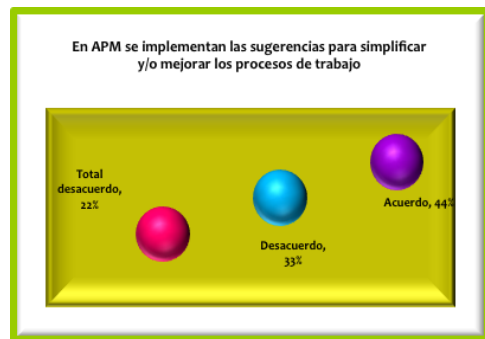 En APM se implementan las sugerencias para simplificar
y/o mejorar los procesos de trabajo
Total
desacuerdo,
22%
Desacuerdo,
33%
Acuerdo, 44%